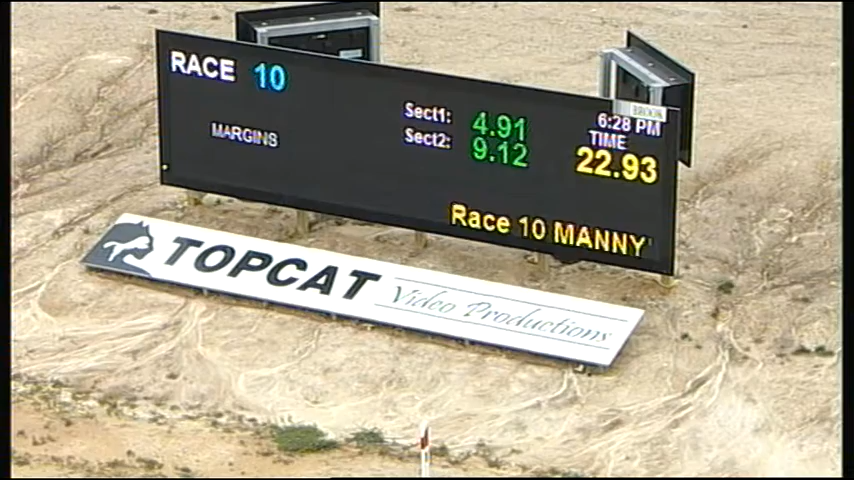 RACE 10
MARGINS
Sect1: 4.91
Sect2: 9.12
BROOK
6:28 PM
TIME
22.93
Race 10 MANNY'
TOPCAT Video Productions